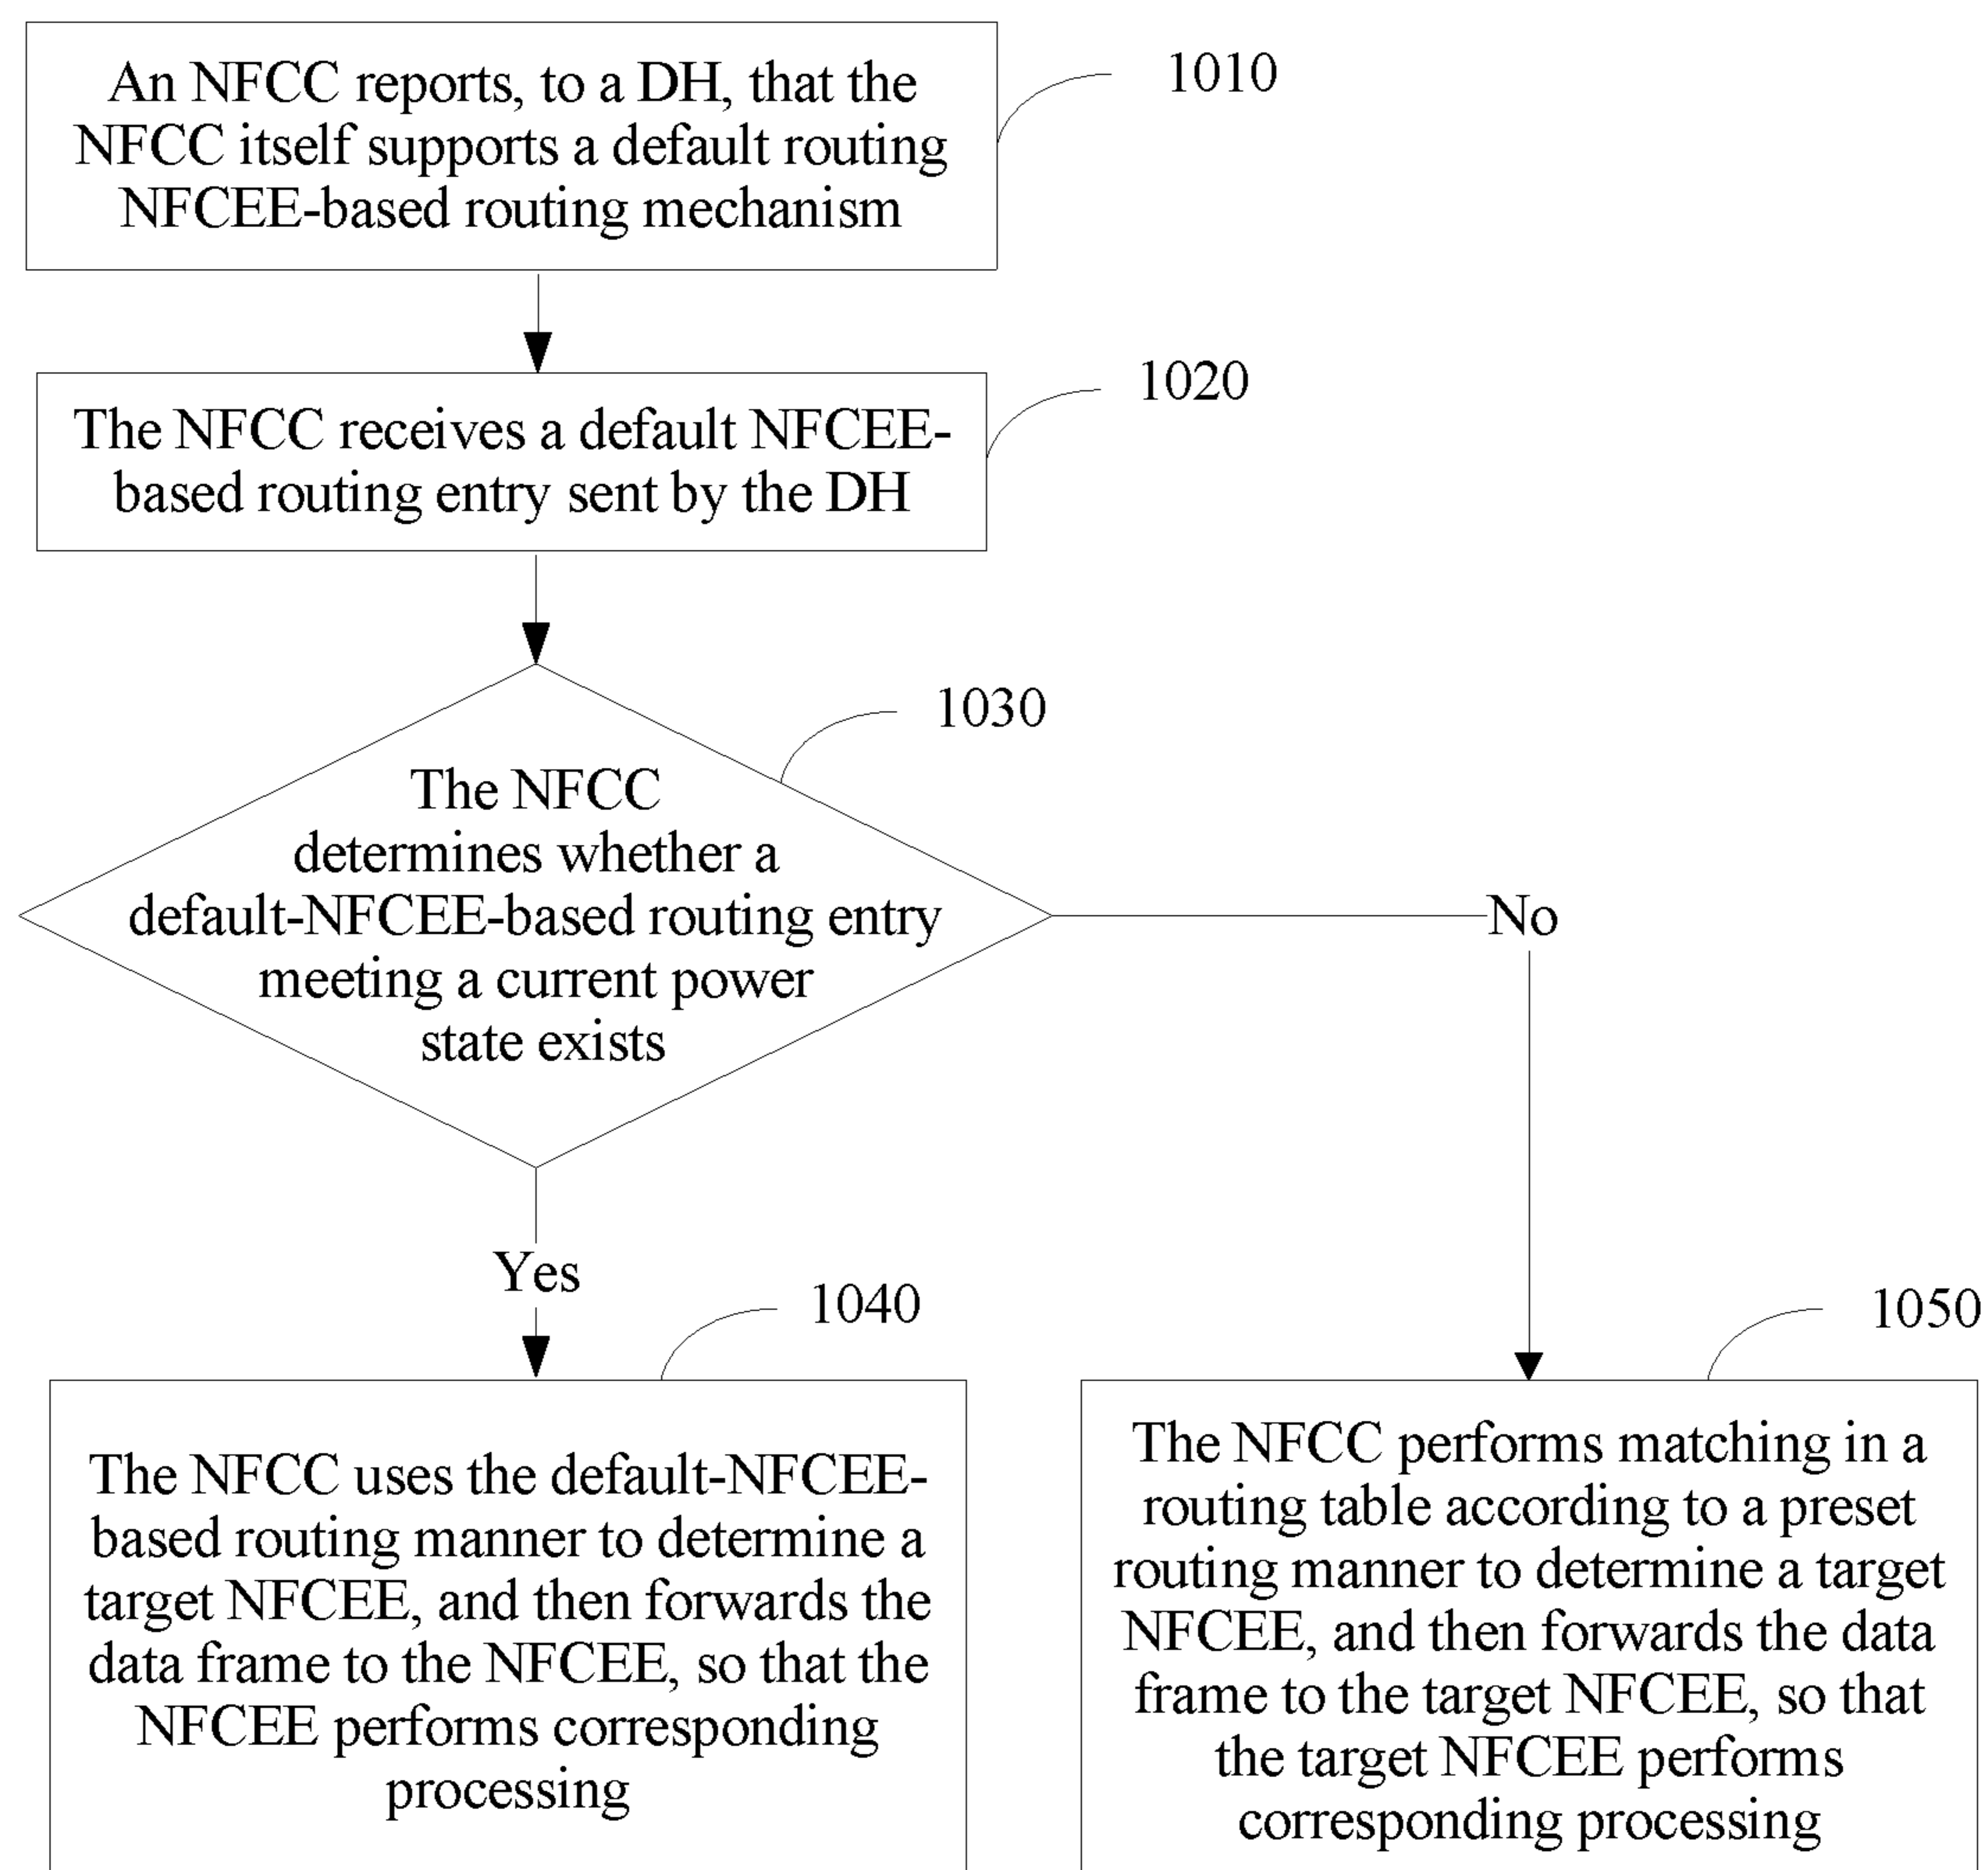 An NFCC reports, to a DH, that the
NFCC itself supports a default routing
NFCEE-based routing mechanism
1010
The NFCC receives a default NFCEE-
based routing entry sent by the DH
1020
The NFCC
determines whether a
default-NFCEE-based routing entry
meeting a current power
state exists
1030
No
Yes
The NFCC uses the default-NFCEE-
based routing manner to determine a
target NFCEE, and then forwards the
data frame to the NFCEE, so that the
NFCEE performs corresponding
processing
1040
The NFCC performs matching in a
routing table according to a preset
routing manner to determine a target
NFCEE, and then forwards the data
frame to the target NFCEE, so that
the target NFCEE performs
corresponding processing
1050